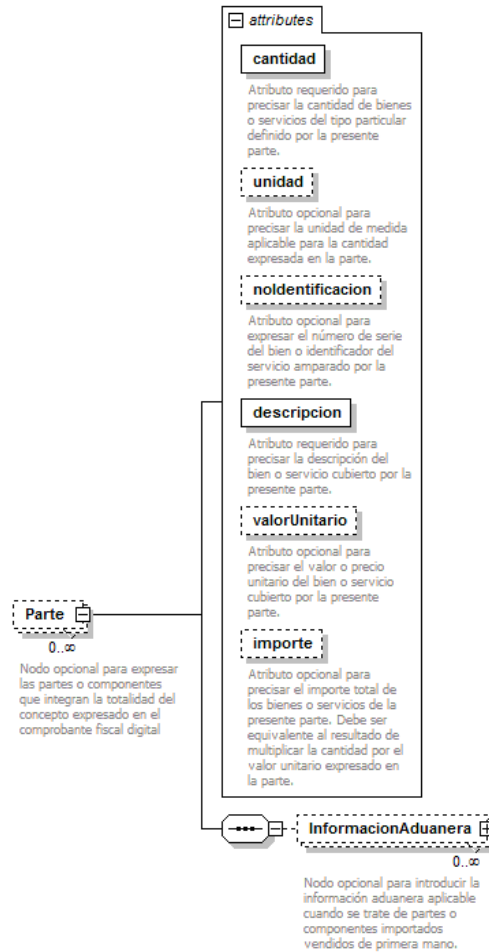 attributes
cantidad
Atributo requerido para
precisar la cantidad de bienes
o servicios del tipo particular
definido por la presente
parte.
unidad
Atributo opcional para
precisar la unidad de medida
aplicable para la cantidad
expresada en la parte.
noIdentificacion
Atributo opcional para
expresar el número de serie
del bien o identificador del
servicio amparado por la
presente parte.
descripcion
Atributo requerido para
precisar la descripción del
bien o servicio cubierto por la
presente parte.
valorUnitario
Atributo opcional para
precisar el valor o precio
unitario del bien o servicio
cubierto por la presente
parte.
importe
Atributo opcional para
precisar el importe total de
los bienes o servicios de la
presente parte. Debe ser
equivalente al resultado de
multiplicar la cantidad por el
valor unitario expresado en
la parte.
Parte
0..∞
Nodo opcional para expresar
las partes o componentes
que integran la totalidad del
concepto expresado en el
comprobante fiscal digital
InformacionAduanera
0..∞
Nodo opcional para introducir la
información aduanera aplicable
cuando se trate de partes o
componentes importados
vendidos de primera mano.